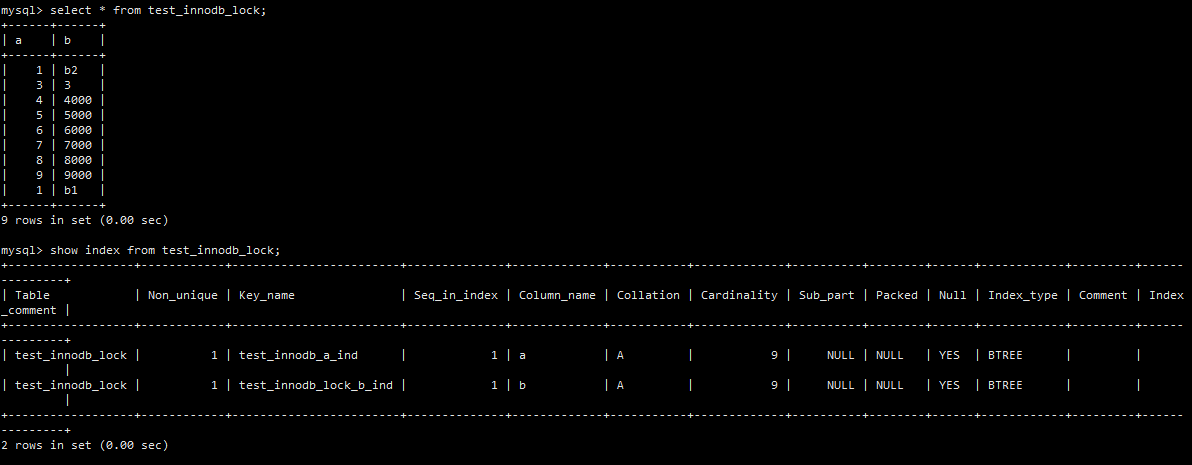 mysql> select * from test_innodb_lock;
+------+------+
| a    | b    |
+------+------+
|    1 | b2   |
|    3 | 3    |
|    4 | 4000 |
|    5 | 5000 |
|    6 | 6000 |
|    7 | 7000 |
|    8 | 8000 |
|    9 | 9000 |
|    1 | b1   |
+------+------+
9 rows in set (0.00 sec)

mysql> show index from test_innodb_lock;
+------------------+------------+------------------------+--------------+-------------+-----------+-------------+----------+--------+------+------------+---------+------
---------+
| Table            | Non_unique | Key_name               | Seq_in_index | Column_name | Collation | Cardinality | Sub_part | Packed | Null | Index_type | Comment | Index
_comment |
+------------------+------------+------------------------+--------------+-------------+-----------+-------------+----------+--------+------+------------+---------+------
---------+
| test_innodb_lock |          1 | test_innodb_a_ind      |            1 | a           | A         |           9 |     NULL | NULL   | YES  | BTREE      |         |
         |
| test_innodb_lock |          1 | test_innodb_lock_b_ind |            1 | b           | A         |           9 |     NULL | NULL   | YES  | BTREE      |         |
         |
+------------------+------------+------------------------+--------------+-------------+-----------+-------------+----------+--------+------+------------+---------+------
---------+
2 rows in set (0.00 sec)